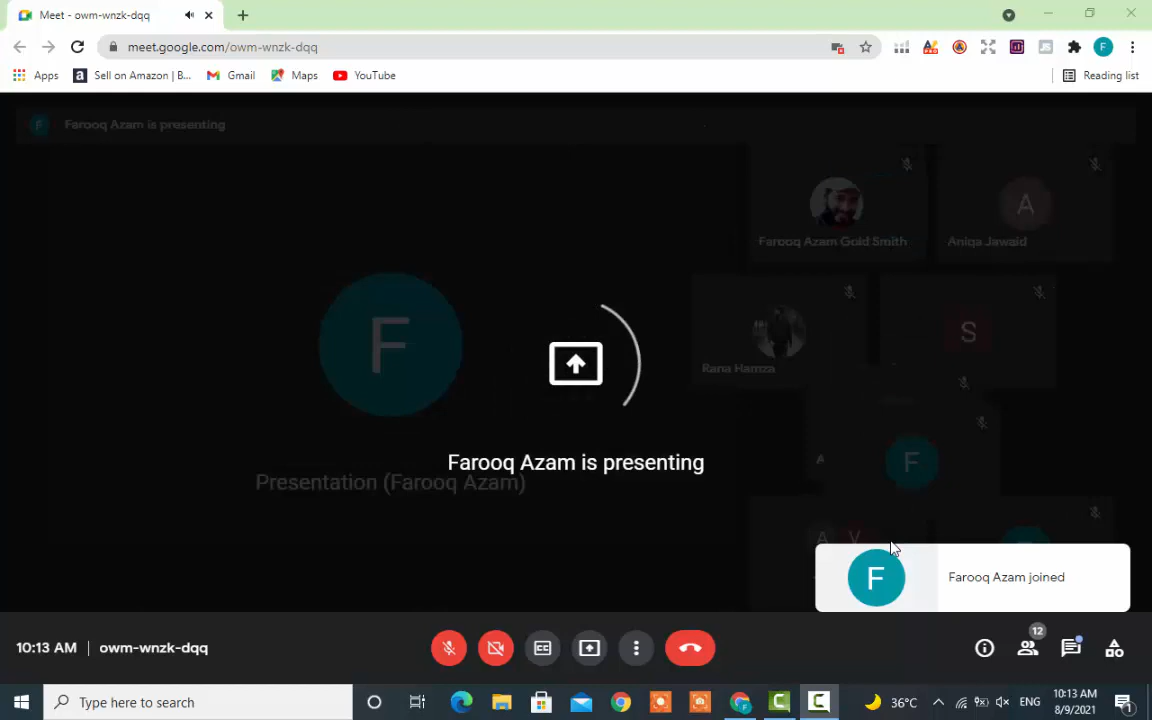 Meet - owm-wnzk-dqq
meet.google.com/owm-wnzk-dqq
Apps
a
Sell on Amazon | B...
Gmail
Maps
YouTube
Reading list
F
F
Farooq Azam is presenting
Farooq Azam Gold Smith
A
Aniqa Jawaid
Rana Hamza
S
F
F
Presentation (Farooq Azam)
Farooq Azam is presenting
A
V
F
Farooq Azam joined
10:13 AM
owm-wnzk-dqq
12
Type here to search
36°C
ENG
10:13 AM
8/9/2021
1